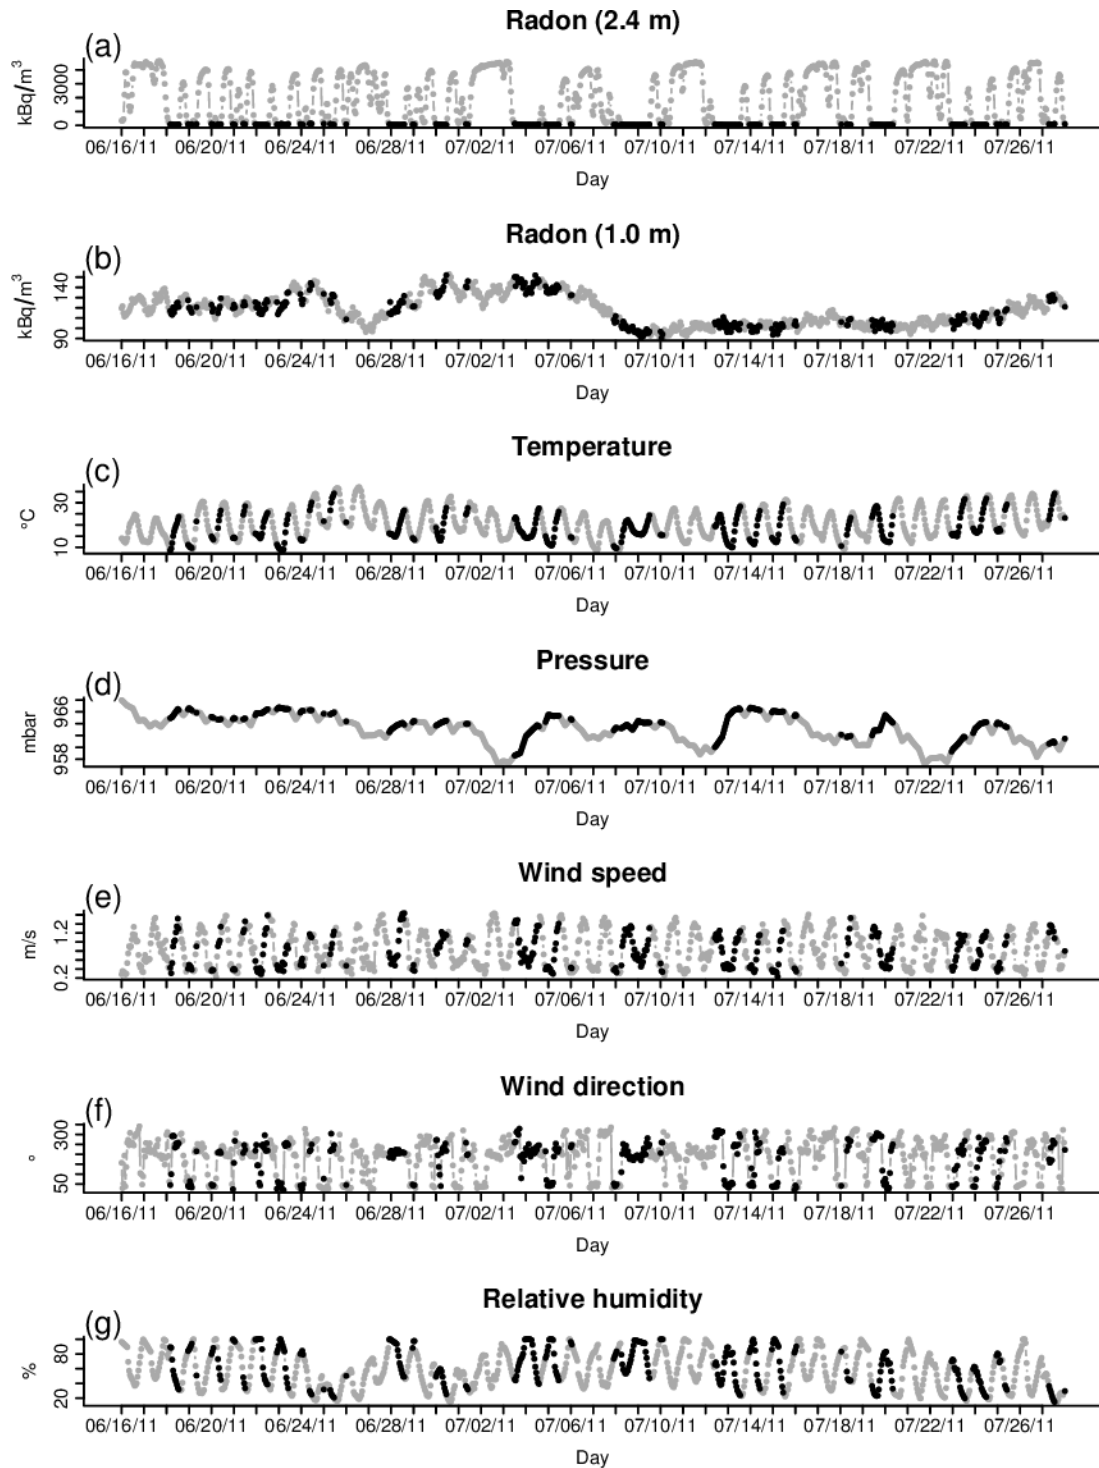 Radon (2.4 m)
(a)
kBq/m³
0 3000
06/16/11 06/20/11 06/24/11 06/28/11 07/02/11 07/06/11 07/10/11 07/14/11 07/18/11 07/22/11 07/26/11
Day
Radon (1.0 m)
(b)
kBq/m³
90 140
06/16/11 06/20/11 06/24/11 06/28/11 07/02/11 07/06/11 07/10/11 07/14/11 07/18/11 07/22/11 07/26/11
Day
Temperature
(c)
°C
10 30
06/16/11 06/20/11 06/24/11 06/28/11 07/02/11 07/06/11 07/10/11 07/14/11 07/18/11 07/22/11 07/26/11
Day
Pressure
(d)
mbar
958 966
06/16/11 06/20/11 06/24/11 06/28/11 07/02/11 07/06/11 07/10/11 07/14/11 07/18/11 07/22/11 07/26/11
Day
Wind speed
(e)
m/s
0.2 1.2
06/16/11 06/20/11 06/24/11 06/28/11 07/02/11 07/06/11 07/10/11 07/14/11 07/18/11 07/22/11 07/26/11
Day
Wind direction
(f)
°
50 300
06/16/11 06/20/11 06/24/11 06/28/11 07/02/11 07/06/11 07/10/11 07/14/11 07/18/11 07/22/11 07/26/11
Day
Relative humidity
(g)
%
20 80
06/16/11 06/20/11 06/24/11 06/28/11 07/02/11 07/06/11 07/10/11 07/14/11 07/18/11 07/22/11 07/26/11
Day